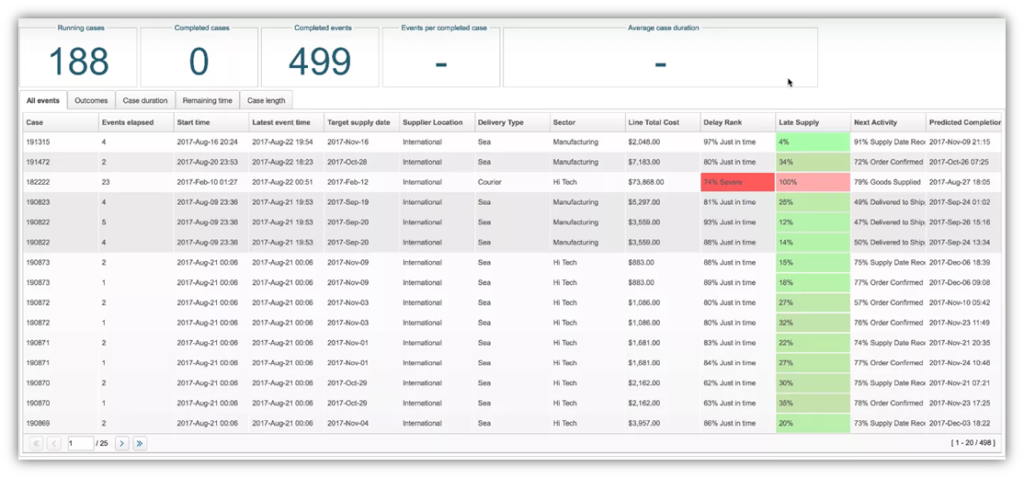 Running cases Completed cases Completed events Events per completed case Average case duration
188 0 499 - -
All events Outcomes Case duration Remaining time Case length
Case Events elapsed Start time Latest event time Target supply date Supplier Location Delivery Type Sector Line Total Cost Delay Rank Late Supply Next Activity Predicted Completion
191315 4 2017-Aug-16 20:24 2017-Aug-22 19:54 2017-Nov-16 International Sea Manufacturing $2,048.00 97% Just in time 4% 91% Supply Date Rec 2017-Nov-09 21:15
191472 2 2017-Aug-20 23:53 2017-Aug-22 18:23 2017-Oct-28 International Sea Manufacturing $7,183.00 80% Just in time 34% 72% Order Confirmed 2017-Oct-26 07:25
182222 23 2017-Feb-10 01:27 2017-Aug-22 00:51 2017-Feb-12 International Courier Hi Tech $73,868.00 74% Severe 100% 79% Goods Supplied 2017-Aug-27 18:05
190823 4 2017-Aug-09 23:36 2017-Aug-21 19:53 2017-Sep-19 International Sea Manufacturing $5,297.00 81% Just in time 25% 49% Delivered to Ship 2017-Sep-24 01:02
190822 5 2017-Aug-09 23:36 2017-Aug-21 19:53 2017-Sep-20 International Sea Manufacturing $3,559.00 93% Just in time 12% 47% Delivered to Ship 2017-Sep-26 15:16
190822 4 2017-Aug-09 23:36 2017-Aug-21 19:53 2017-Sep-20 International Sea Manufacturing $3,559.00 88% Just in time 14% 50% Delivered to Ship 2017-Sep-24 13:34
190873 2 2017-Aug-21 00:06 2017-Aug-21 00:06 2017-Nov-09 International Sea Hi Tech $883.00 88% Just in time 15% 75% Supply Date Rec 2017-Dec-06 18:39
190873 1 2017-Aug-21 00:06 2017-Aug-21 00:06 2017-Nov-09 International Sea Hi Tech $883.00 89% Just in time 18% 77% Order Confirmed 2017-Dec-06 09:08
190872 2 2017-Aug-21 00:06 2017-Aug-21 00:06 2017-Nov-03 International Sea Hi Tech $1,086.00 80% Just in time 27% 57% Order Confirmed 2017-Nov-10 05:42
190872 1 2017-Aug-21 00:06 2017-Aug-21 00:06 2017-Nov-03 International Sea Hi Tech $1,086.00 80% Just in time 32% 76% Order Confirmed 2017-Nov-23 11:49
190871 2 2017-Aug-21 00:06 2017-Aug-21 00:06 2017-Nov-01 International Sea Hi Tech $1,681.00 83% Just in time 22% 74% Supply Date Rec 2017-Nov-21 20:35
190871 1 2017-Aug-21 00:06 2017-Aug-21 00:06 2017-Nov-01 International Sea Hi Tech $1,681.00 84% Just in time 27% 77% Order Confirmed 2017-Nov-24 10:46
190870 2 2017-Aug-21 00:06 2017-Aug-21 00:06 2017-Oct-29 International Sea Hi Tech $2,162.00 62% Just in time 30% 75% Supply Date Rec 2017-Nov-21 07:21
190870 1 2017-Aug-21 00:06 2017-Aug-21 00:06 2017-Oct-29 International Sea Hi Tech $2,162.00 63% Just in time 35% 78% Order Confirmed 2017-Nov-23 17:25
190869 2 2017-Aug-21 00:06 2017-Aug-21 00:06 2017-Nov-04 International Sea Hi Tech $3,957.00 86% Just in time 20% 73% Supply Date Rec 2017-Dec-03 18:22
1 / 25 [ 1 - 20 / 498 ]